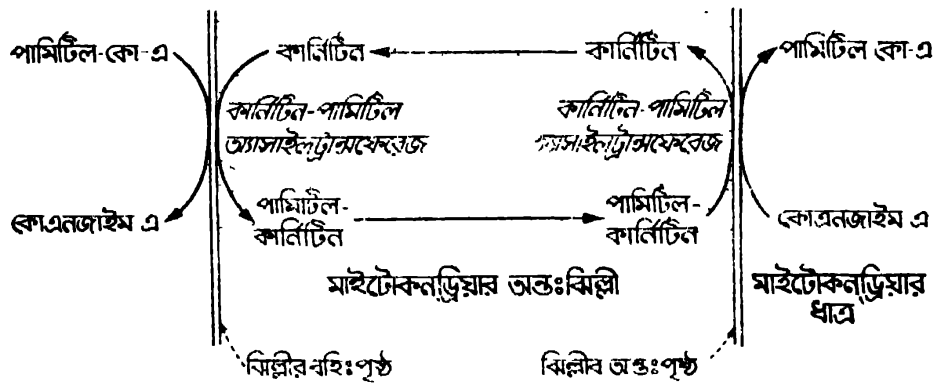 পামিটিল-কো-এ কার্নিটিন কার্নিটিন পামিটিল কো-এ
কার্নিটিন-পামিটিল কার্নিটিন-পামিটিল
অ্যাসাইলট্রান্সফেরেজ অ্যাসাইলট্রান্সফেরেজ
পামিটিল- পামিটিল-
কোএনজাইম এ কার্নিটিন কার্নিটিন কোএনজাইম এ
মাইটোকনড্রিয়ার অন্তঃঝিল্লী মাইটোকনড্রিয়ার
ধাত্র
ঝিল্লীর বহিঃপৃষ্ঠ ঝিল্লীর অন্তঃপৃষ্ঠ